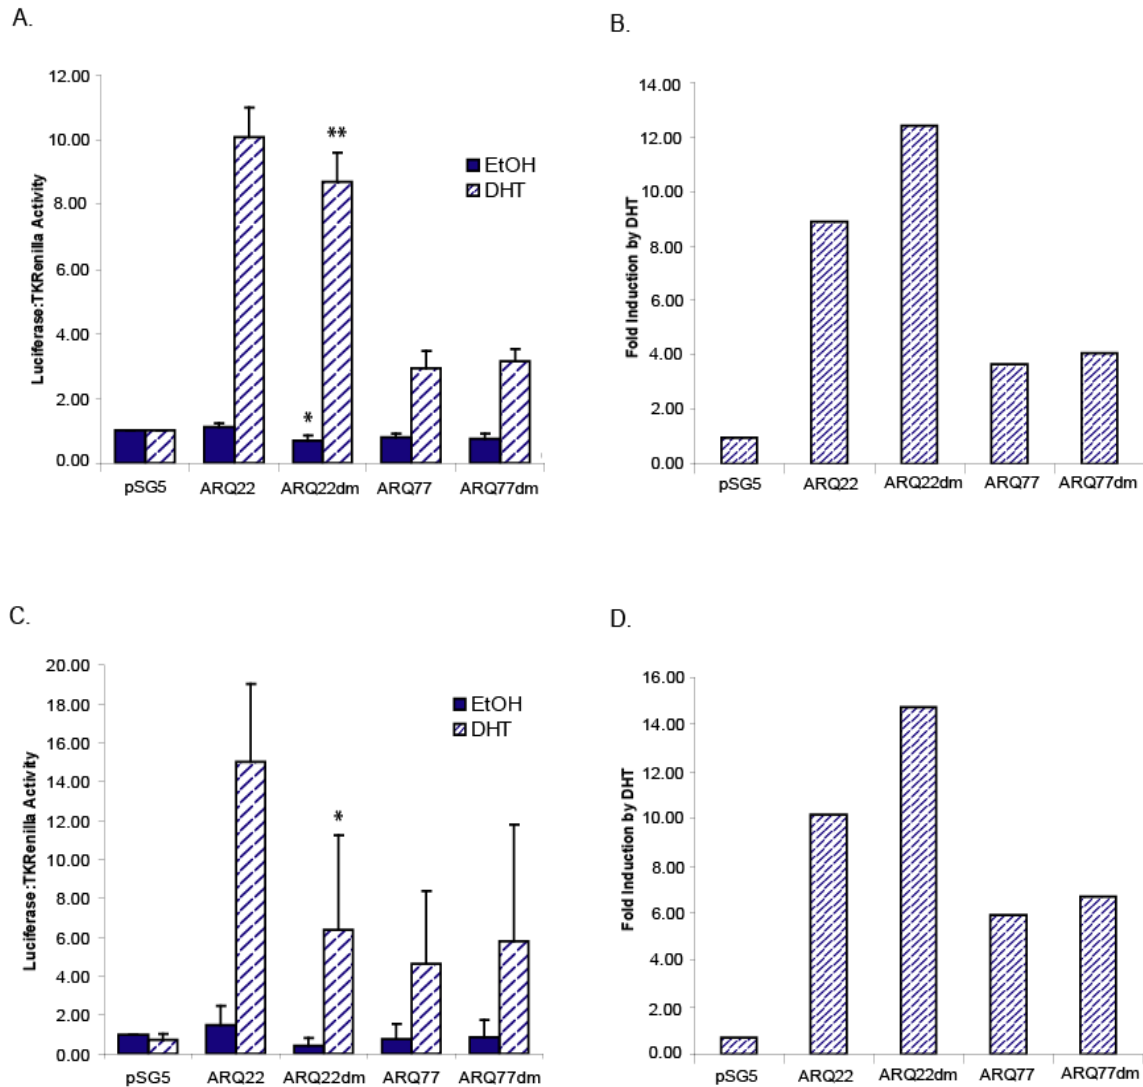 A.
Luciferase:TKRenilla Activity
12.00
10.00
8.00
6.00
4.00
2.00
0.00
**
*
EtOH
DHT
pSG5 ARQ22 ARQ22dm ARQ77 ARQ77dm
B.
Fold Induction by DHT
14.00
12.00
10.00
8.00
6.00
4.00
2.00
0.00
pSG5 ARQ22 ARQ22dm ARQ77 ARQ77dm
C.
Luciferase:TKRenilla Activity
20.00
18.00
16.00
14.00
12.00
10.00
8.00
6.00
4.00
2.00
0.00
*
EtOH
DHT
pSG5 ARQ22 ARQ22dm ARQ77 ARQ77dm
D.
Fold Induction by DHT
16.00
14.00
12.00
10.00
8.00
6.00
4.00
2.00
0.00
pSG5 ARQ22 ARQ22dm ARQ77 ARQ77dm